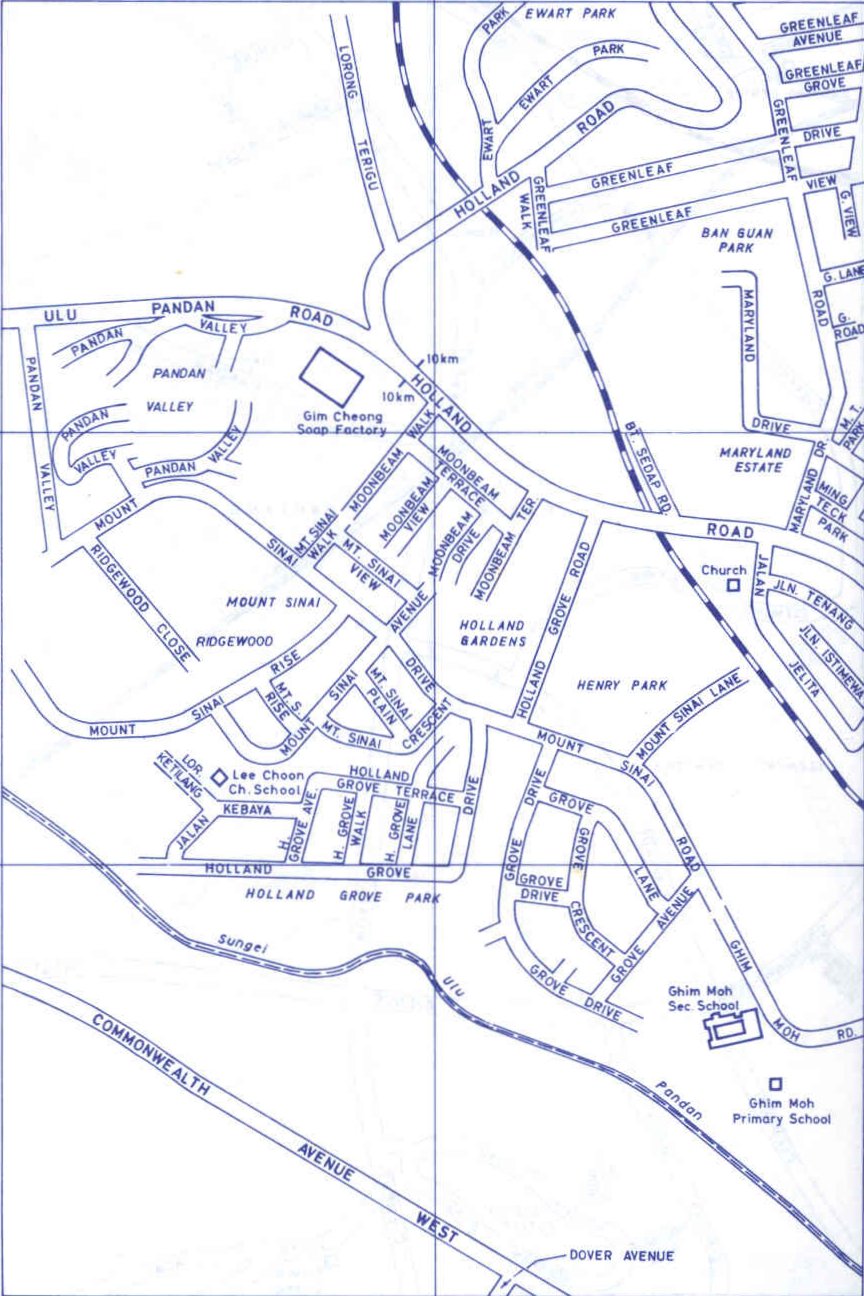 EWART PARK
PARK
EWART
EWART PARK
GREENLEAF
AVENUE
GREENLEAF
GROVE
LORONG TERIGU
HOLLAND ROAD
GREENLEAF
WALK
GREENLEAF DRIVE
GREENLEAF VIEW
GREENLEAF ROAD
G. VIEW
BAN GUAN
PARK
G. LANE
G.
ROAD
ULU PANDAN ROAD
PANDAN VALLEY
PANDAN VALLEY
PANDAN
VALLEY
PANDAN VALLEY
PANDAN VALLEY
10km
10km
Gim Cheong
Soap Factory
HOLLAND ROAD
MARYLAND DRIVE
M. T.
PARK
MARYLAND
ESTATE
MARYLAND DR.
MING
TECK
PARK
BT. SEDAP RD.
MOONBEAM WALK
MOONBEAM
TERRACE
MOONBEAM
VIEW
MOONBEAM
DRIVE
MOONBEAM TER.
MT. SINAI
WALK
MT. SINAI
VIEW
MOUNT SINAI AVENUE
MOUNT SINAI
RIDGEWOOD
RIDGEWOOD CLOSE
MOUNT SINAI RISE
MT. S.
RISE
MOUNT SINAI
MT. SINAI
PLAIN
MT. SINAI CRESCENT
DRIVE
HOLLAND
GARDENS
HOLLAND GROVE ROAD
HENRY PARK
MOUNT SINAI LANE
MOUNT SINAI ROAD
Church
JALAN JELITA
JLN. TENANG
JLN. ISTIMEWA
LOR.
KETILANG
Lee Choon
Ch. School
JALAN KEBAYA
HOLLAND
GROVE TERRACE
H.
GROVE AVE.
H. GROVE
WALK
H. GROVE
LANE
HOLLAND GROVE DRIVE
HOLLAND GROVE PARK
GROVE DRIVE
GROVE LANE
GROVE CRESCENT
GROVE
DRIVE
GROVE AVENUE
GROVE DRIVE
GHIM MOH RD.
Ghim Moh
Sec. School
Ghim Moh
Primary School
Sungei Ulu Pandan
COMMONWEALTH AVENUE WEST
DOVER AVENUE